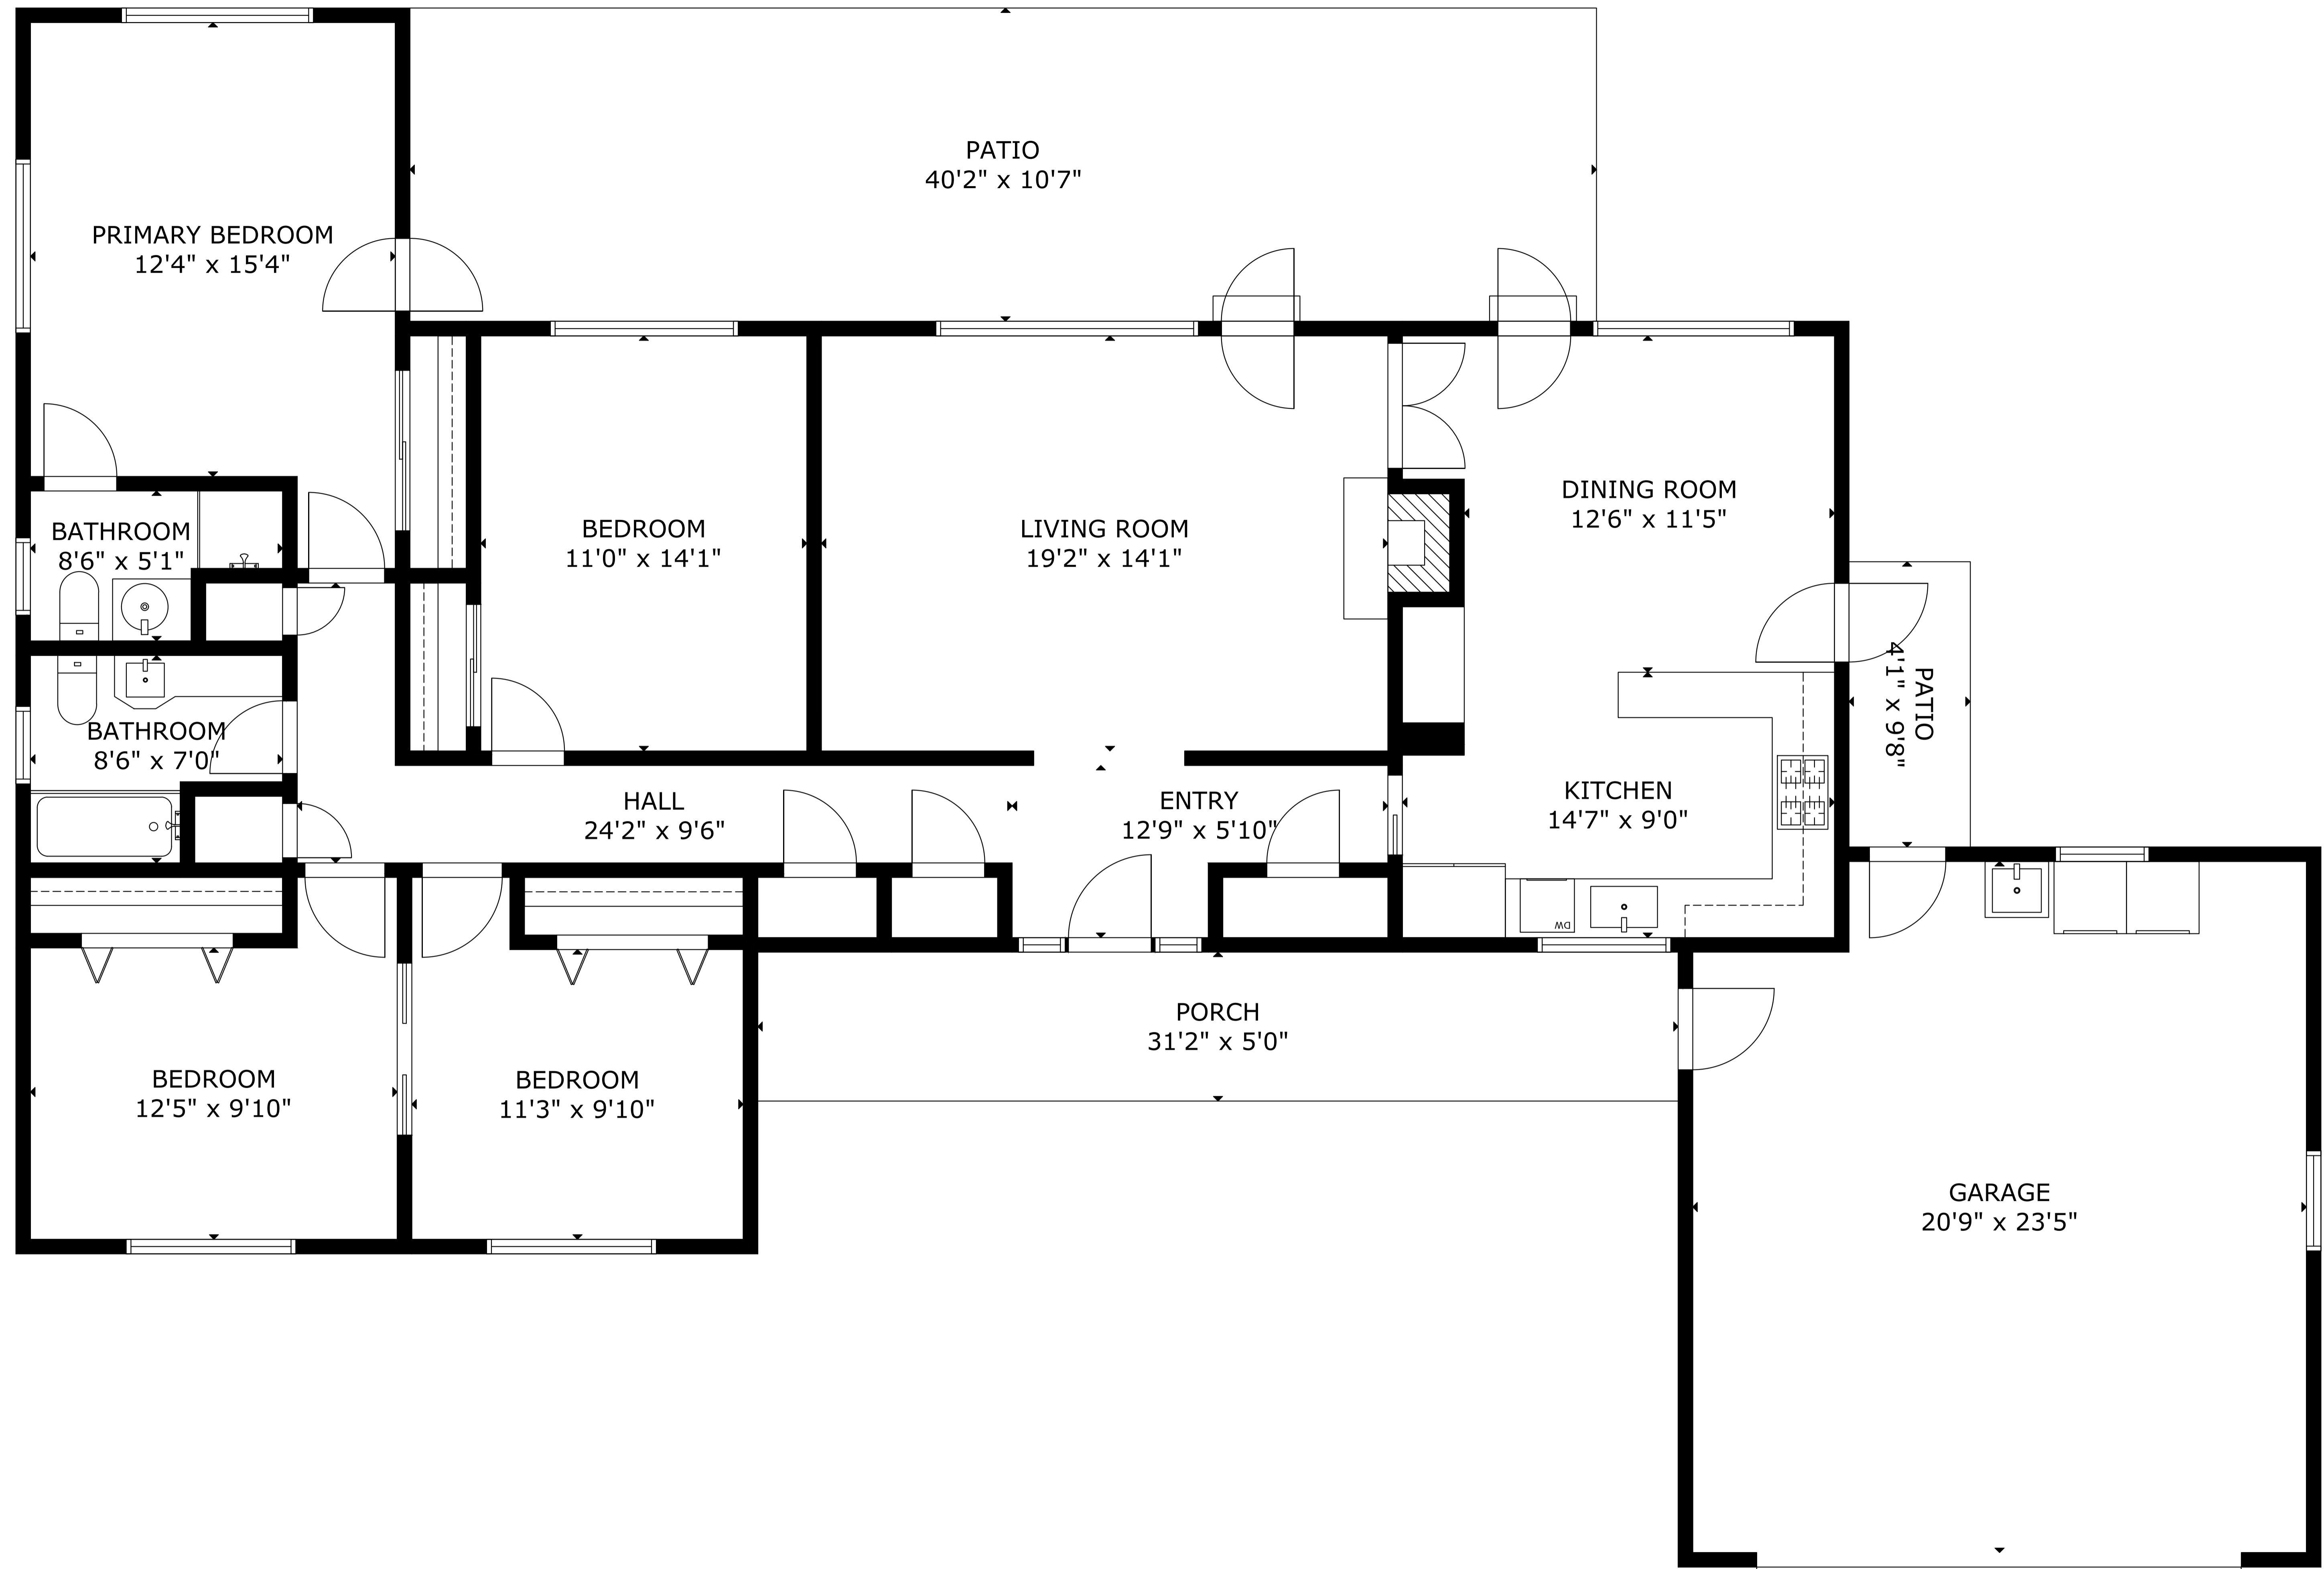 PATIO
40'2" x 10'7"
PRIMARY BEDROOM
12'4" x 15'4"
BATHROOM
8'6" x 5'1"
BEDROOM
11'0" x 14'1"
LIVING ROOM
19'2" x 14'1"
DINING ROOM
12'6" x 11'5"
PATIO
4'1" x 9'8"
BATHROOM
8'6" x 7'0"
HALL
24'2" x 9'6"
ENTRY
12'9" x 5'10"
KITCHEN
14'7" x 9'0"
DW
PORCH
31'2" x 5'0"
BEDROOM
12'5" x 9'10"
BEDROOM
11'3" x 9'10"
GARAGE
20'9" x 23'5"